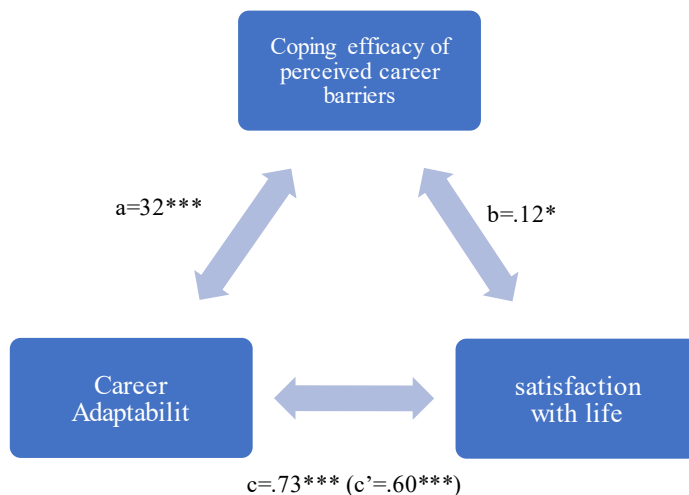 Coping efficacy of
perceived career
barriers
a=32***
b=.12*
Career
Adaptabilit
satisfaction
with life
c=.73*** (c’=.60***)